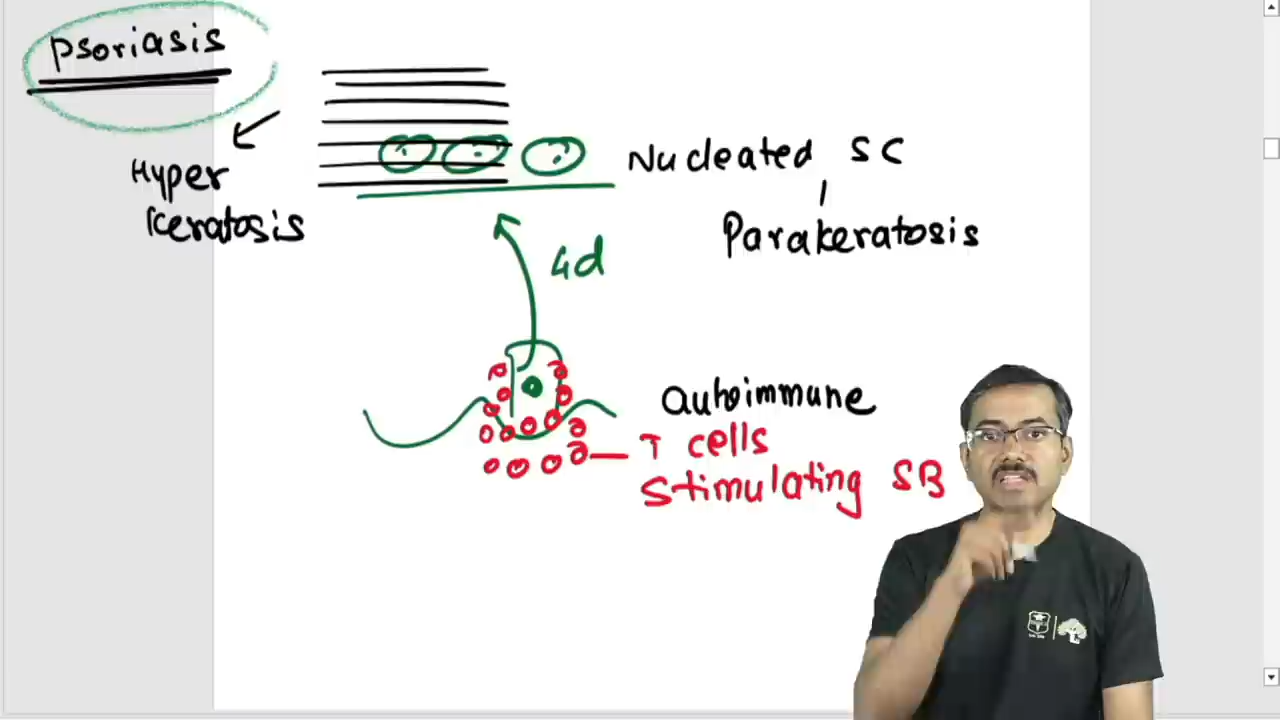 Psoriasis
Hyper
Keratosis
Nucleated SC
Parakeratosis
4d
autoimmune
T cells
Stimulating SB